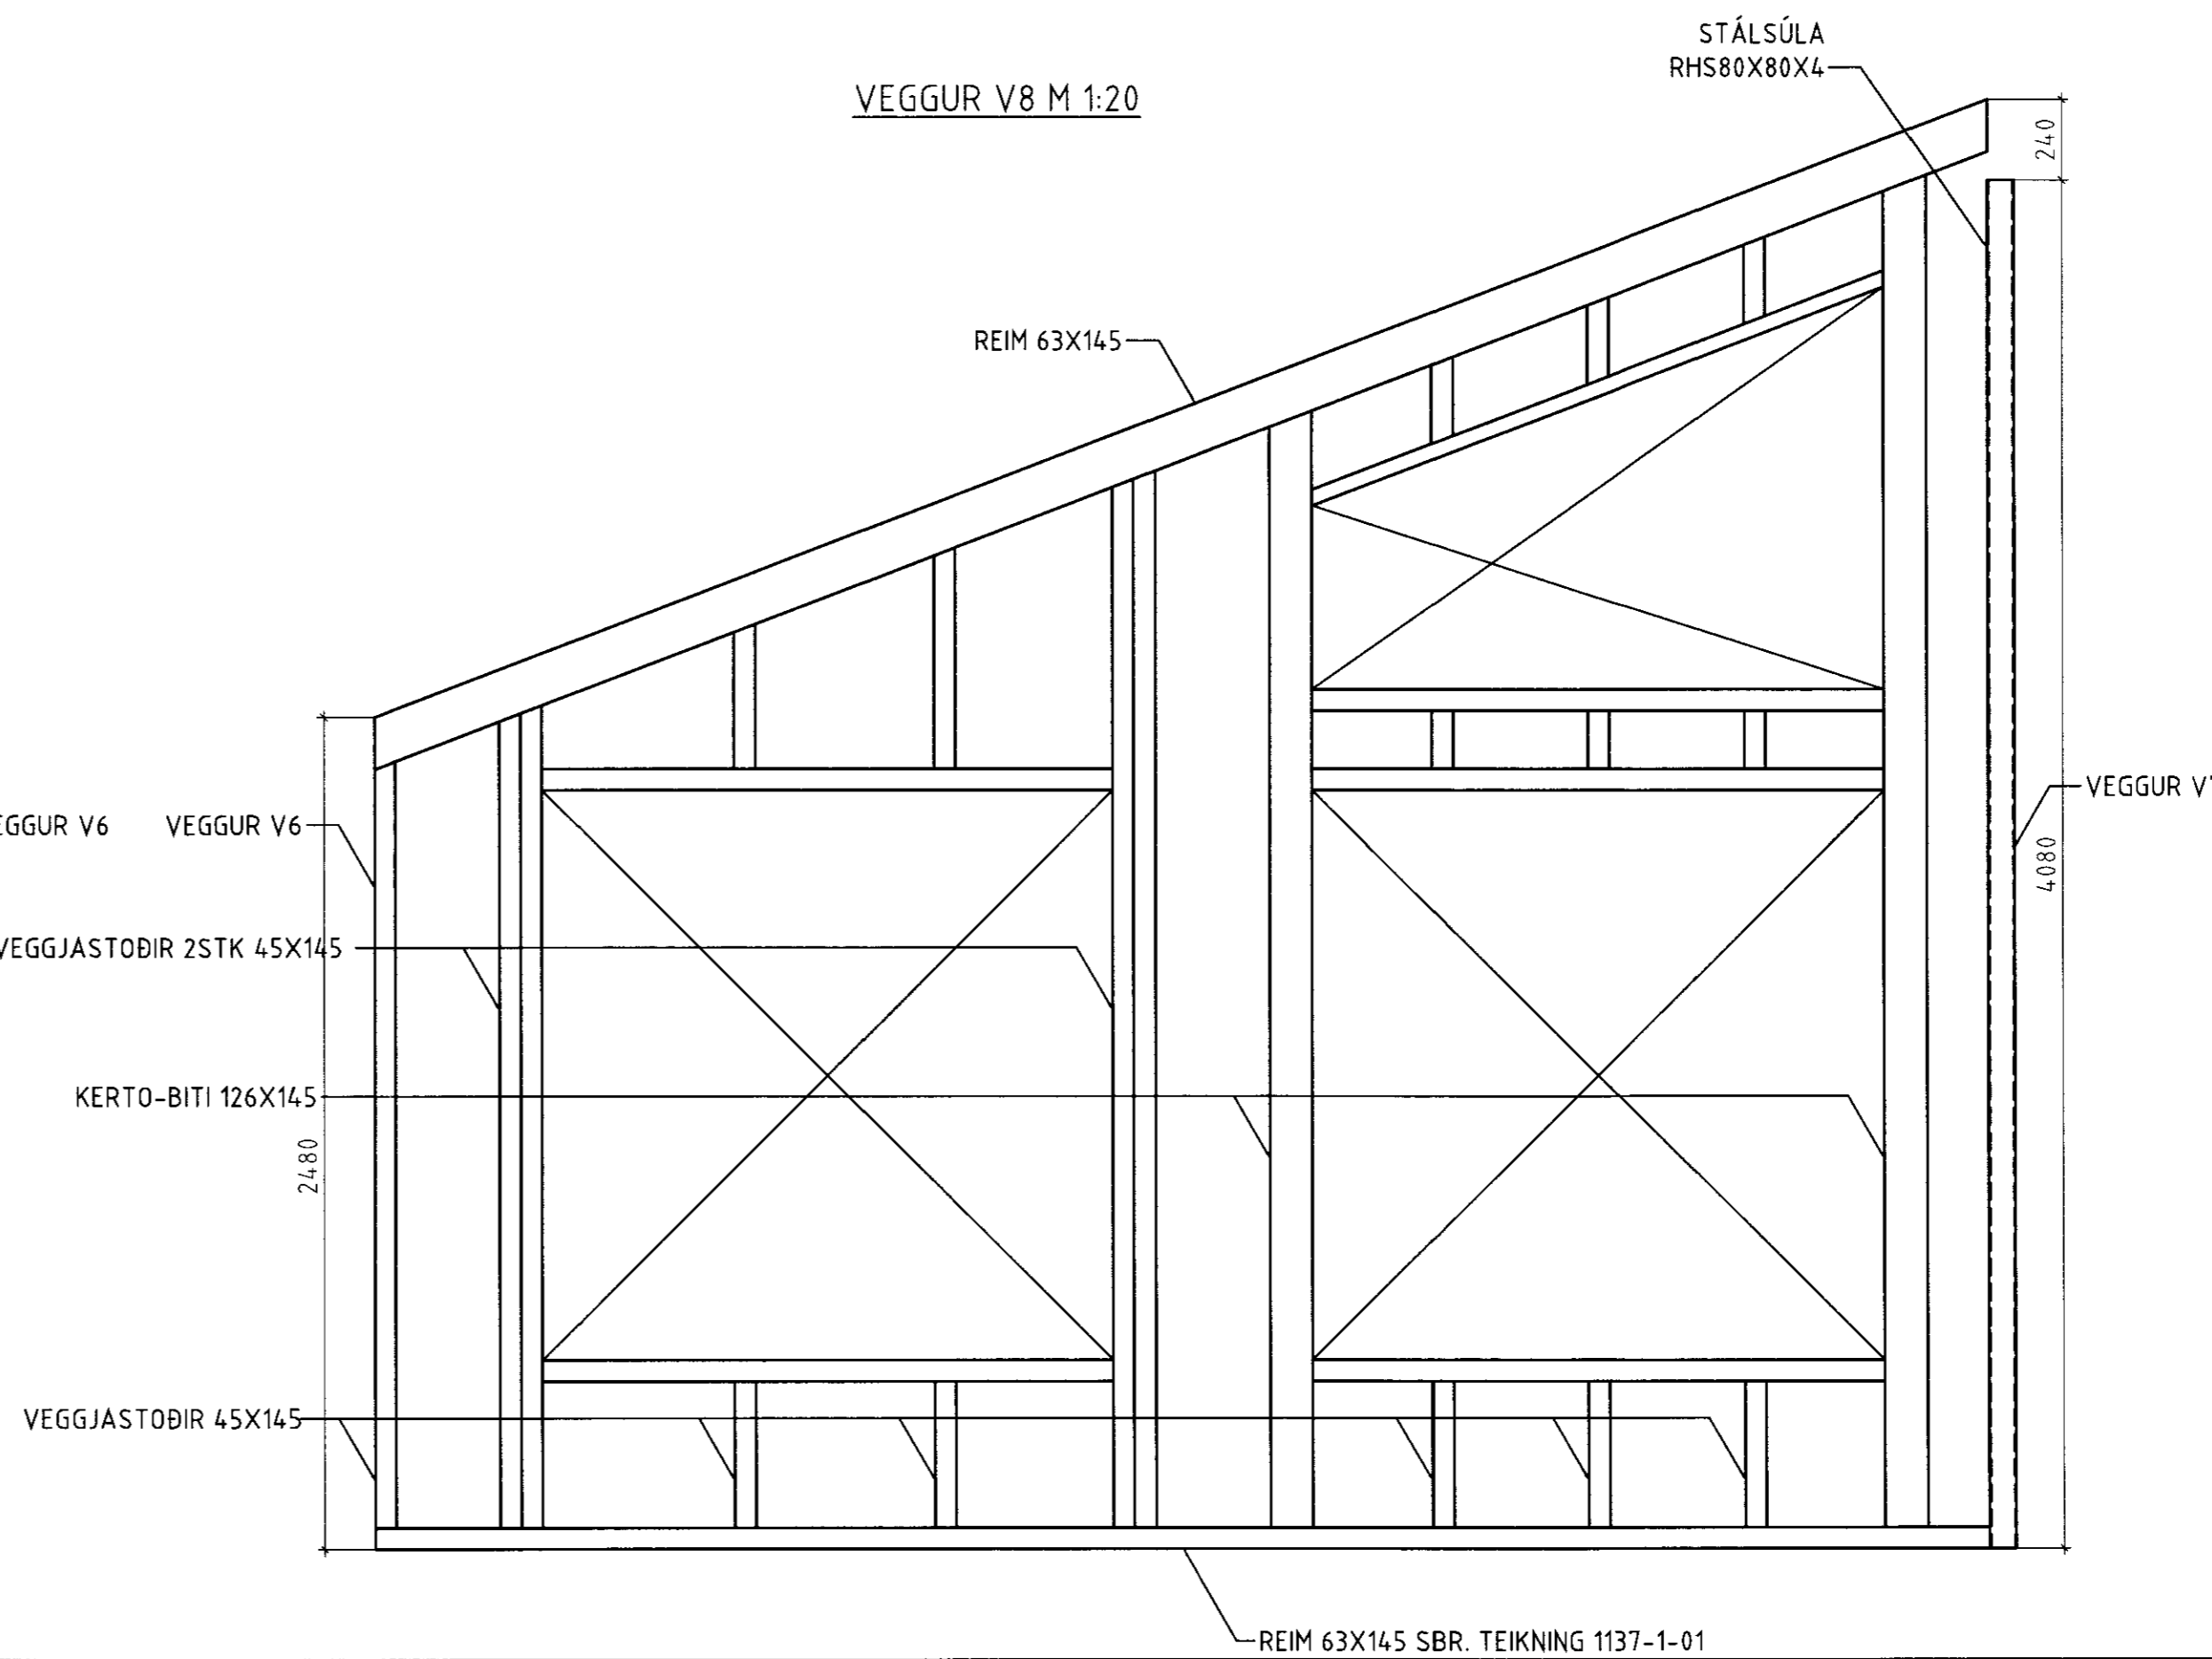 STÁLSÚLA
RHS80X80X4
VEGGUR V8 M 1:20
240
REIM 63X145
VEGGUR V6
VEGGUR V6
4080
VEGGJASTOÐIR 2STK 45X145
KERTO-BITI 126X145
2480
VEGGJASTOÐIR 45X145
REIM 63X145 SBR. TEIKNING 1137-1-01
VEGGUR